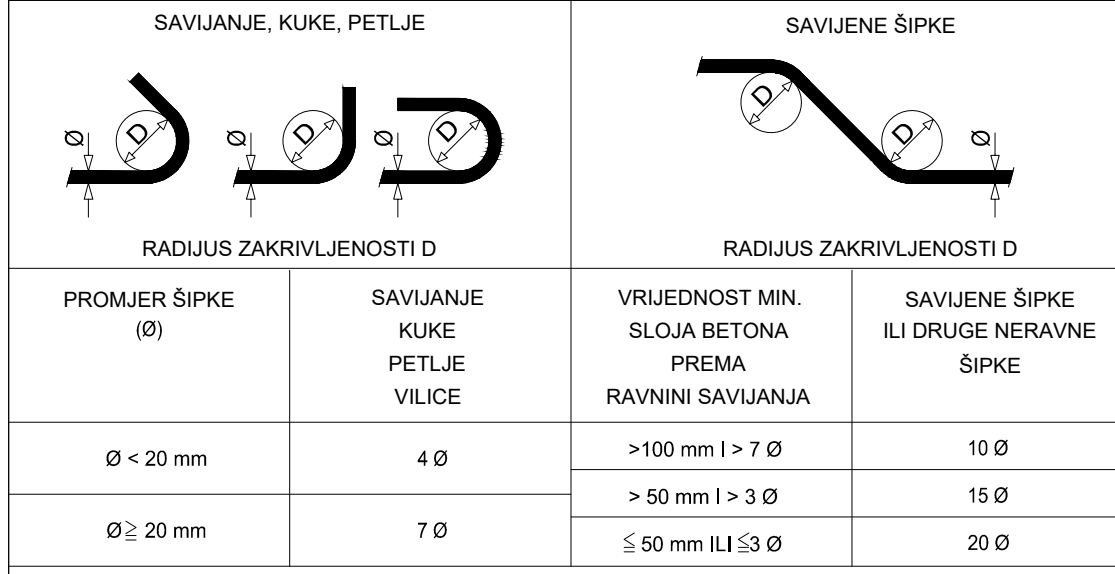 SAVIJANJE, KUKE, PETLJE
Ø D Ø D Ø D
RADIJUS ZAKRIVLJENOSTI D
SAVIJENE ŠIPKE
D D Ø
RADIJUS ZAKRIVLJENOSTI D
PROMJER ŠIPKE
(Ø)
SAVIJANJE
KUKE
PETLJE
VILICE
VRIJEDNOST MIN.
SLOJA BETONA
PREMA
RAVNINI SAVIJANJA
SAVIJENE ŠIPKE
ILI DRUGE NERAVNE
ŠIPKE
Ø < 20 mm
4 Ø
Ø ≧ 20 mm
7 Ø
>100 mm I > 7 Ø
10 Ø
> 50 mm I > 3 Ø
15 Ø
≦ 50 mm ILI ≦3 Ø
20 Ø